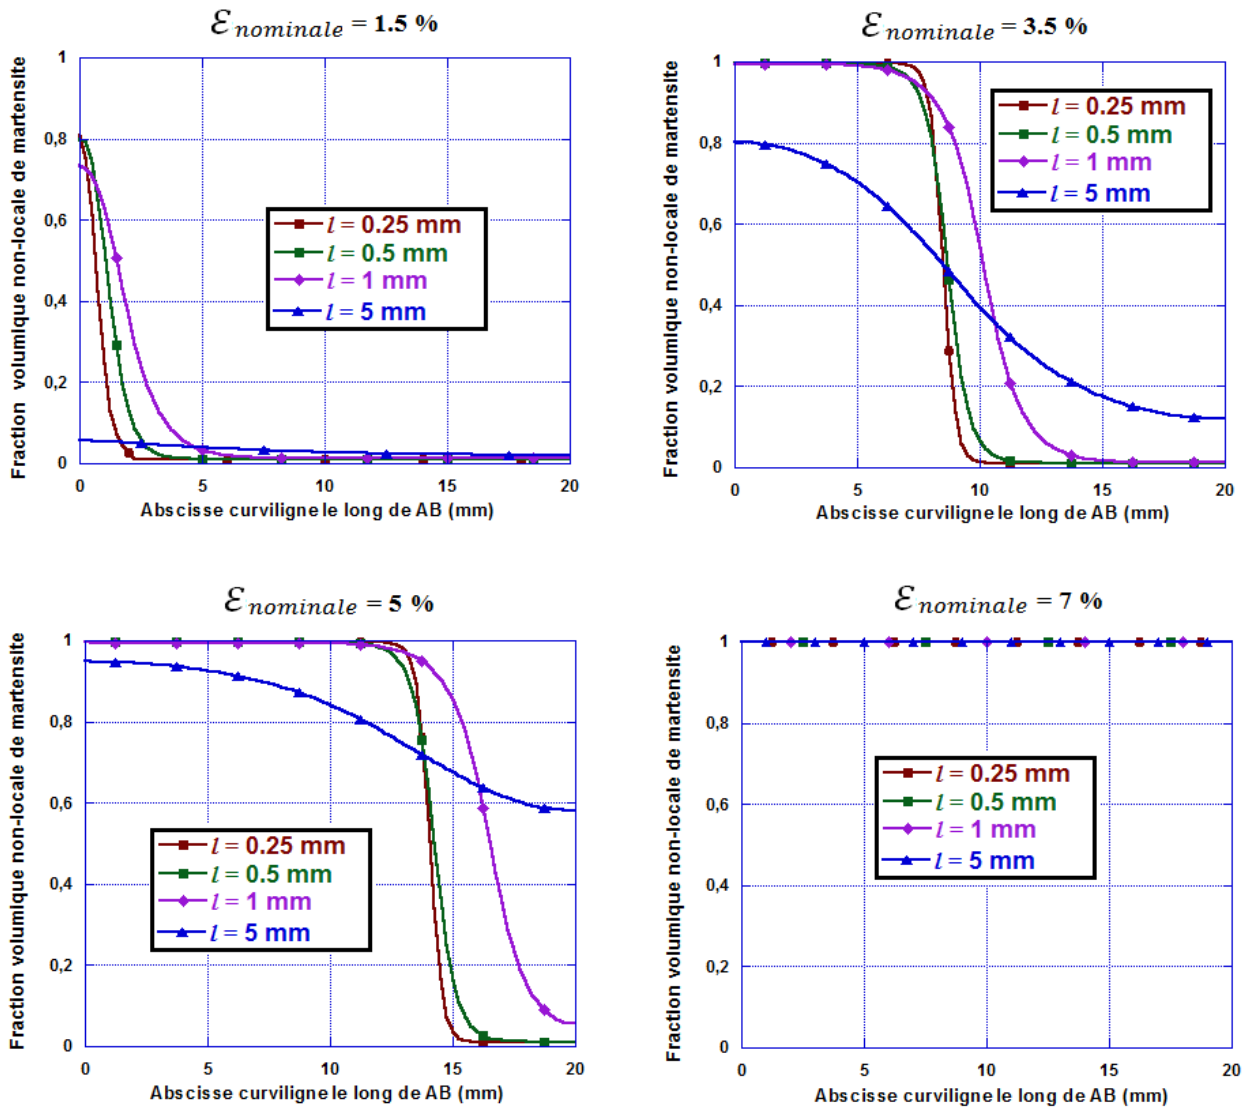 ℰnominale = 1.5 %
Fraction volumique non-locale de martensite
1
0,8
0,6
0,4
0,2
0
l = 0.25 mm
l = 0.5 mm
l = 1 mm
l = 5 mm
0 5 10 15 20
Abscisse curviligne le long de AB (mm)
ℰnominale = 3.5 %
Fraction volumique non-locale de martensite
1
0,8
0,6
0,4
0,2
0
l = 0.25 mm
l = 0.5 mm
l = 1 mm
l = 5 mm
0 5 10 15 20
Abscisse curviligne le long de AB (mm)
ℰnominale = 5 %
Fraction volumique non-locale de martensite
1
0,8
0,6
0,4
0,2
0
l = 0.25 mm
l = 0.5 mm
l = 1 mm
l = 5 mm
0 5 10 15 20
Abscisse curviligne le long de AB (mm)
ℰnominale = 7 %
Fraction volumique non-locale de martensite
1
0,8
0,6
0,4
0,2
0
l = 0.25 mm
l = 0.5 mm
l = 1 mm
l = 5 mm
0 5 10 15 20
Abscisse curviligne le long de AB (mm)